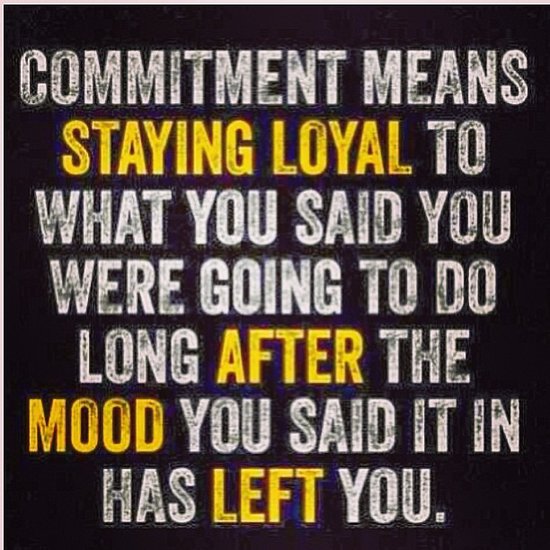 COMMITMENT MEANS
STAYING LOYAL TO
WHAT YOU SAID YOU
WERE GOING TO DO
LONG AFTER THE
MOOD YOU SAID IT IN
HAS LEFT YOU.